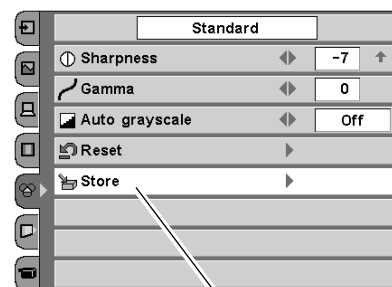 Standard
Sharpness -7
Gamma 0
Auto grayscale Off
Reset
Store